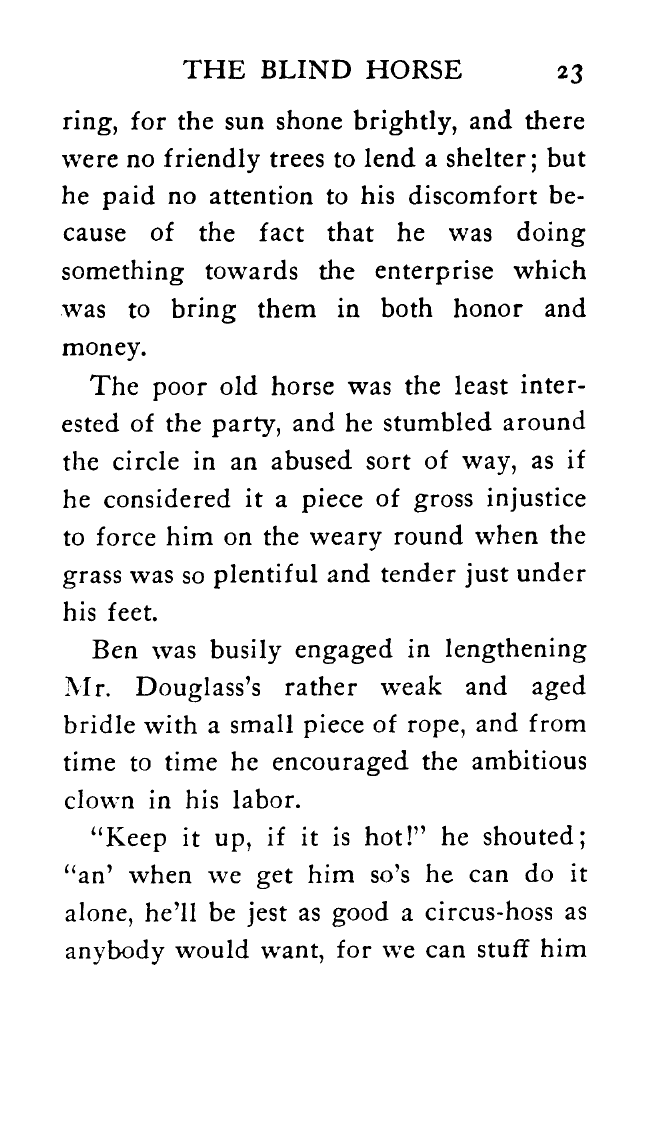 THE BLIND HORSE 23
ring, for the sun shone brightly, and there
were no friendly trees to lend a shelter; but
he paid no attention to his discomfort be-
cause of the fact that he was doing
something towards the enterprise which
was to bring them in both honor and
money.
The poor old horse was the least inter-
ested of the party, and he stumbled around
the circle in an abused sort of way, as if
he considered it a piece of gross injustice
to force him on the weary round when the
grass was so plentiful and tender just under
his feet.
Ben was busily engaged in lengthening
Mr. Douglass's rather weak and aged
bridle with a small piece of rope, and from
time to time he encouraged the ambitious
clown in his labor.
“Keep it up, if it is hot!” he shouted;
“an’ when we get him so's he can do it
alone, he'll be jest as good a circus-hoss as
anybody would want, for we can stuff him